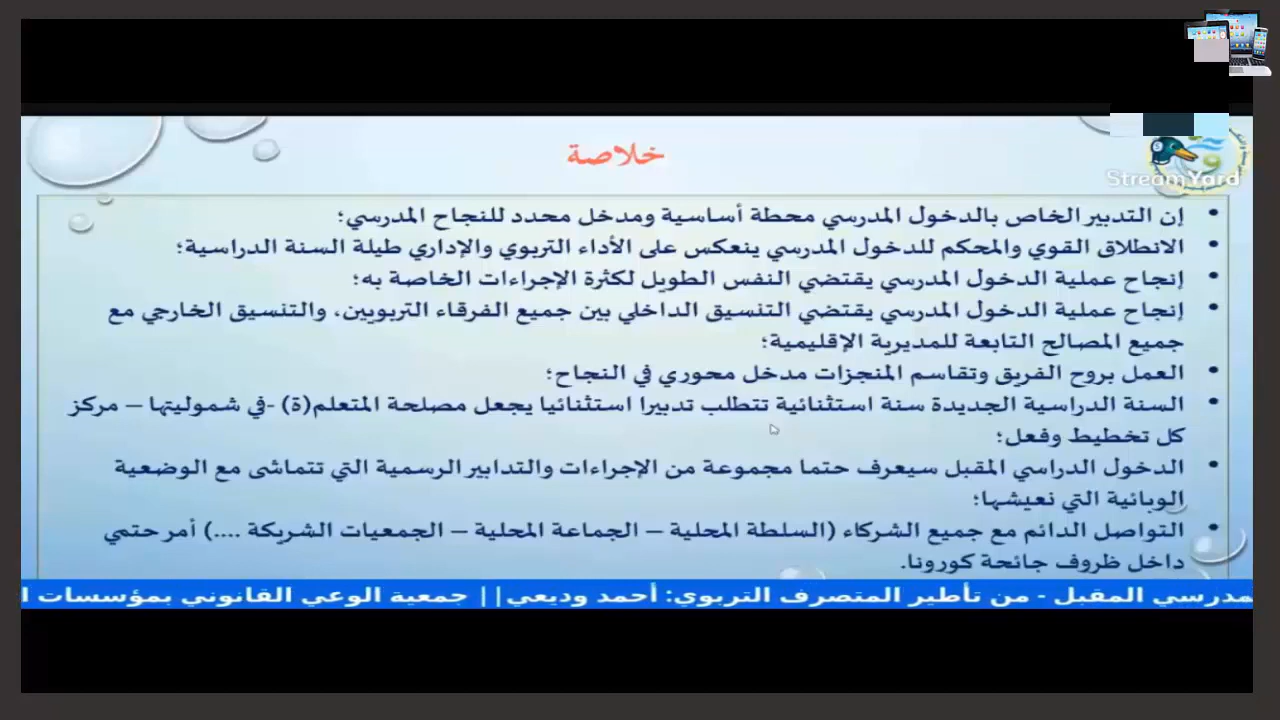 خلاصة
StreamYard
• إن التدبير الخاص بالدخول المدرسي محطة أساسية ومدخل محدد للنجاح المدرسي؛
• الانطلاق القوي والمحكم للدخول المدرسي ينعكس على الأداء التربوي والإداري طيلة السنة الدراسية؛
• إنجاح عملية الدخول المدرسي يقتضي النفس الطويل لكثرة الإجراءات الخاصة به؛
• إنجاح عملية الدخول المدرسي يقتضي التنسيق الداخلي بين جميع الفرقاء التربويين، والتنسيق الخارجي مع
جميع المصالح التابعة للمديرية الإقليمية؛
• العمل بروح الفريق وتقاسم المنجزات مدخل محوري في النجاح؛
• السنة الدراسية الجديدة سنة استثنائية تتطلب تدبيرا استثنائيا يجعل مصلحة المتعلم(ة) -في شموليتها – مركز
كل تخطيط وفعل؛
• الدخول الدراسي المقبل سيعرف حتما مجموعة من الإجراءات والتدابير الرسمية التي تتماشى مع الوضعية
الوبائية التي نعيشها؛
• التواصل الدائم مع جميع الشركاء (السلطة المحلية – الجماعة المحلية – الجمعيات الشريكة ....) أمر حتمي
داخل ظروف جائحة كورونا.
مدرسي المقبل - من تأطير المتصرف التربوي: أحمد وديعي|| جمعية الوعي القانوني بمؤسسات ا